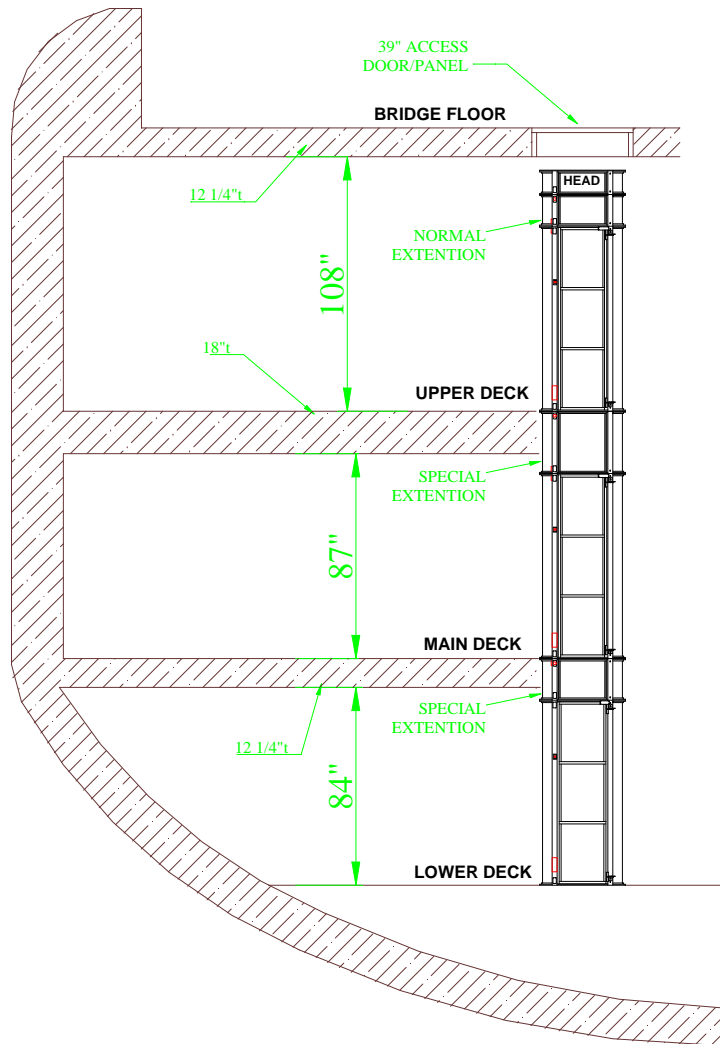 39" ACCESS
DOOR/PANEL
BRIDGE FLOOR
HEAD
12 1/4"t
NORMAL
EXTENTION
108"
18"t
UPPER DECK
SPECIAL
EXTENTION
87"
MAIN DECK
SPECIAL
EXTENTION
12 1/4"t
84"
LOWER DECK